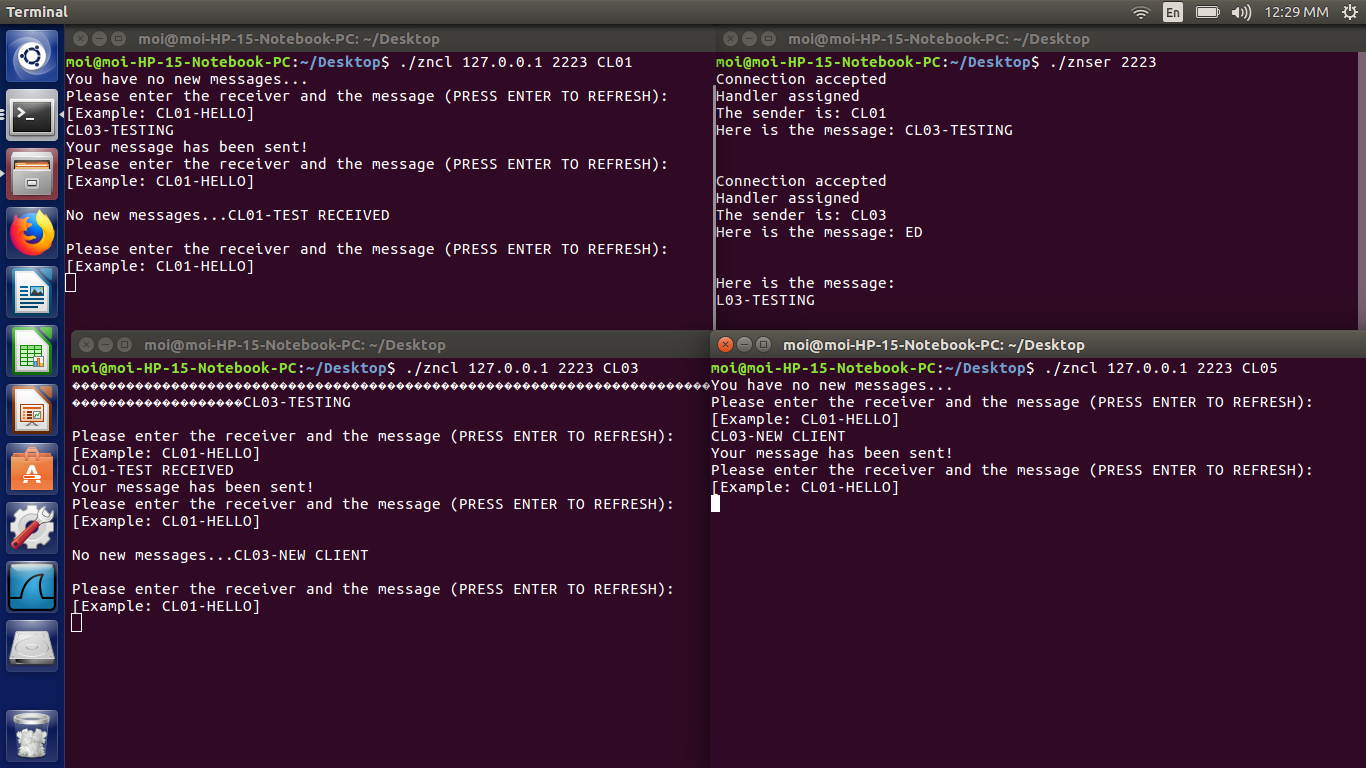 Terminal
En
12:29 MM
moi@moi-HP-15-Notebook-PC: ~/Desktop
moi@moi-HP-15-Notebook-PC:~/Desktop$ ./zncl 127.0.0.1 2223 CL01
You have no new messages...
Please enter the receiver and the message (PRESS ENTER TO REFRESH):
[Example: CL01-HELLO]
CL03-TESTING
Your message has been sent!
Please enter the receiver and the message (PRESS ENTER TO REFRESH):
[Example: CL01-HELLO]
No new messages...CL01-TEST RECEIVED
Please enter the receiver and the message (PRESS ENTER TO REFRESH):
[Example: CL01-HELLO]
moi@moi-HP-15-Notebook-PC: ~/Desktop
moi@moi-HP-15-Notebook-PC:~/Desktop$ ./znser 2223
Connection accepted
Handler assigned
The sender is: CL01
Here is the message: CL03-TESTING
Connection accepted
Handler assigned
The sender is: CL03
Here is the message: ED
Here is the message:
L03-TESTING
moi@moi-HP-15-Notebook-PC: ~/Desktop
moi@moi-HP-15-Notebook-PC:~/Desktop$ ./zncl 127.0.0.1 2223 CL03
CL03-TESTING
Please enter the receiver and the message (PRESS ENTER TO REFRESH):
[Example: CL01-HELLO]
CL01-TEST RECEIVED
Your message has been sent!
Please enter the receiver and the message (PRESS ENTER TO REFRESH):
[Example: CL01-HELLO]
No new messages...CL03-NEW CLIENT
Please enter the receiver and the message (PRESS ENTER TO REFRESH):
[Example: CL01-HELLO]
moi@moi-HP-15-Notebook-PC: ~/Desktop
moi@moi-HP-15-Notebook-PC:~/Desktop$ ./zncl 127.0.0.1 2223 CL05
You have no new messages...
Please enter the receiver and the message (PRESS ENTER TO REFRESH):
[Example: CL01-HELLO]
CL03-NEW CLIENT
Your message has been sent!
Please enter the receiver and the message (PRESS ENTER TO REFRESH):
[Example: CL01-HELLO]